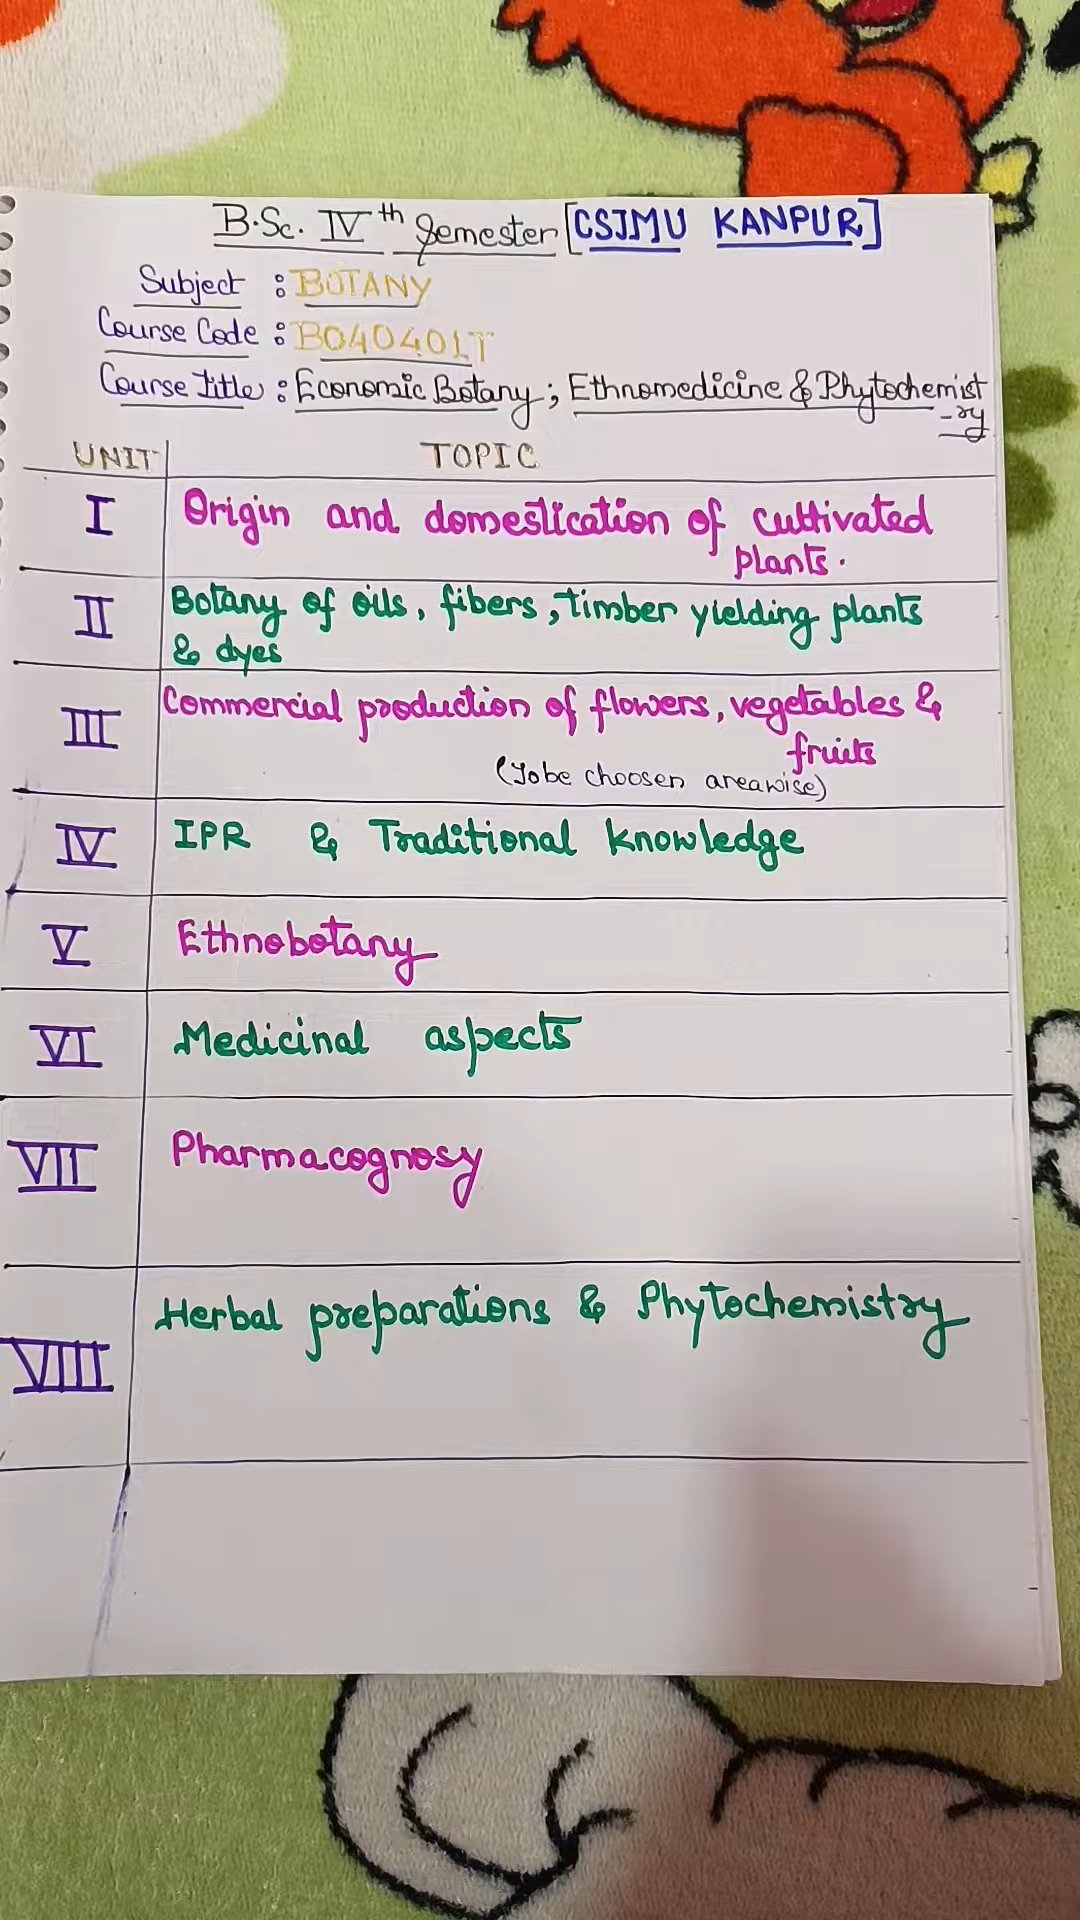 B.Sc. IVth Semester [CSJMU KANPUR]
Subject : BOTANY
Course Code : B040401T
Course Title : Economic Botany ; Ethnomedicine & Phytochemist
-ry
UNIT TOPIC
I Origin and domestication of cultivated
plants.
II Botany of oils, fibers, timber yielding plants
& dyes
III Commercial production of flowers, vegetables &
fruits
(To be choosen areawise)
IV IPR & Traditional knowledge
V Ethnobotany
VI Medicinal aspects
VII Pharmacognosy
VIII Herbal preparations & Phytochemistry